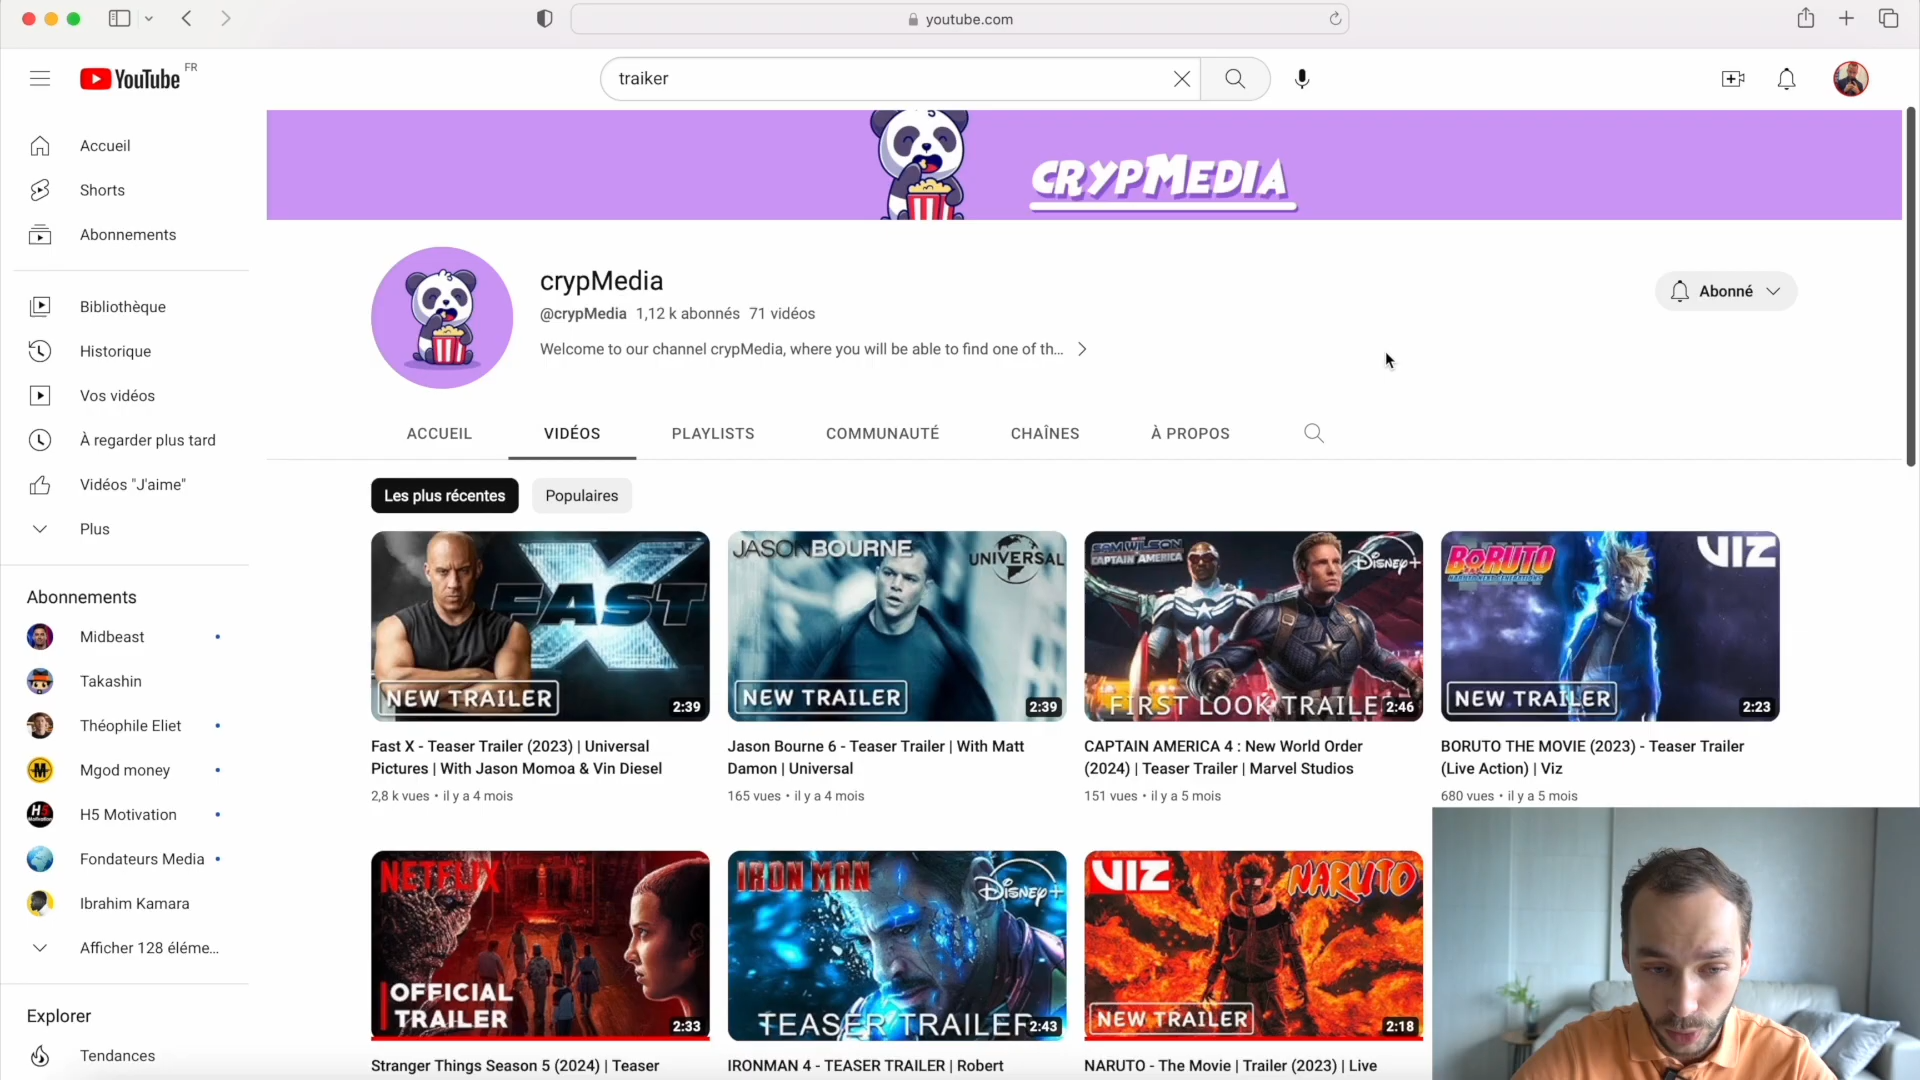 youtube.com
YouTube FR
traiker
Accueil
Shorts
Abonnements
Bibliothèque
Historique
Vos vidéos
À regarder plus tard
Vidéos "J'aime"
Plus
Abonnements
Midbeast
Takashin
Théophile Eliet
Mgod money
H5 Motivation
Fondateurs Media
Ibrahim Kamara
Afficher 128 éléme...
Explorer
Tendances
CRYPMEDIA
crypMedia
@crypMedia 1,12 k abonnés 71 vidéos
Welcome to our channel crypMedia, where you will be able to find one of th...
Abonné
ACCUEIL VIDÉOS PLAYLISTS COMMUNAUTÉ CHAÎNES À PROPOS
Les plus récentes Populaires
FAST X
NEW TRAILER
2:39
Fast X - Teaser Trailer (2023) | Universal
Pictures | With Jason Momoa & Vin Diesel
2,8 k vues • il y a 4 mois
JASON BOURNE
UNIVERSAL
NEW TRAILER
2:39
Jason Bourne 6 - Teaser Trailer | With Matt
Damon | Universal
165 vues • il y a 4 mois
SAM WILSON
CAPTAIN AMERICA
Disney+
FIRST LOOK TRAILE
2:46
CAPTAIN AMERICA 4 : New World Order
(2024) | Teaser Trailer | Marvel Studios
151 vues • il y a 5 mois
BORUTO
VIZ
NEW TRAILER
2:23
BORUTO THE MOVIE (2023) - Teaser Trailer
(Live Action) | Viz
680 vues • il y a 5 mois
NETFLIX
OFFICIAL
TRAILER
2:33
Stranger Things Season 5 (2024) | Teaser
IRON MAN
Disney+
TEASER TRAILER
2:43
IRONMAN 4 - TEASER TRAILER | Robert
VIZ
NARUTO
NEW TRAILER
2:18
NARUTO - The Movie | Trailer (2023) | Live